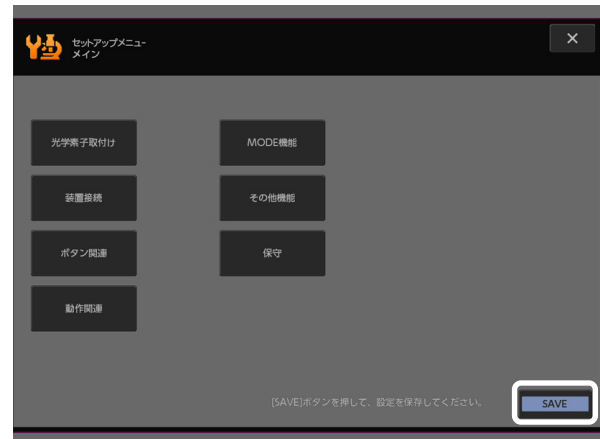 セットアップメニュー
メイン
光学素子取付け
MODE機能
装置接続
その他機能
ボタン関連
保守
動作関連
[SAVE]ボタンを押して、設定を保存してください。
SAVE